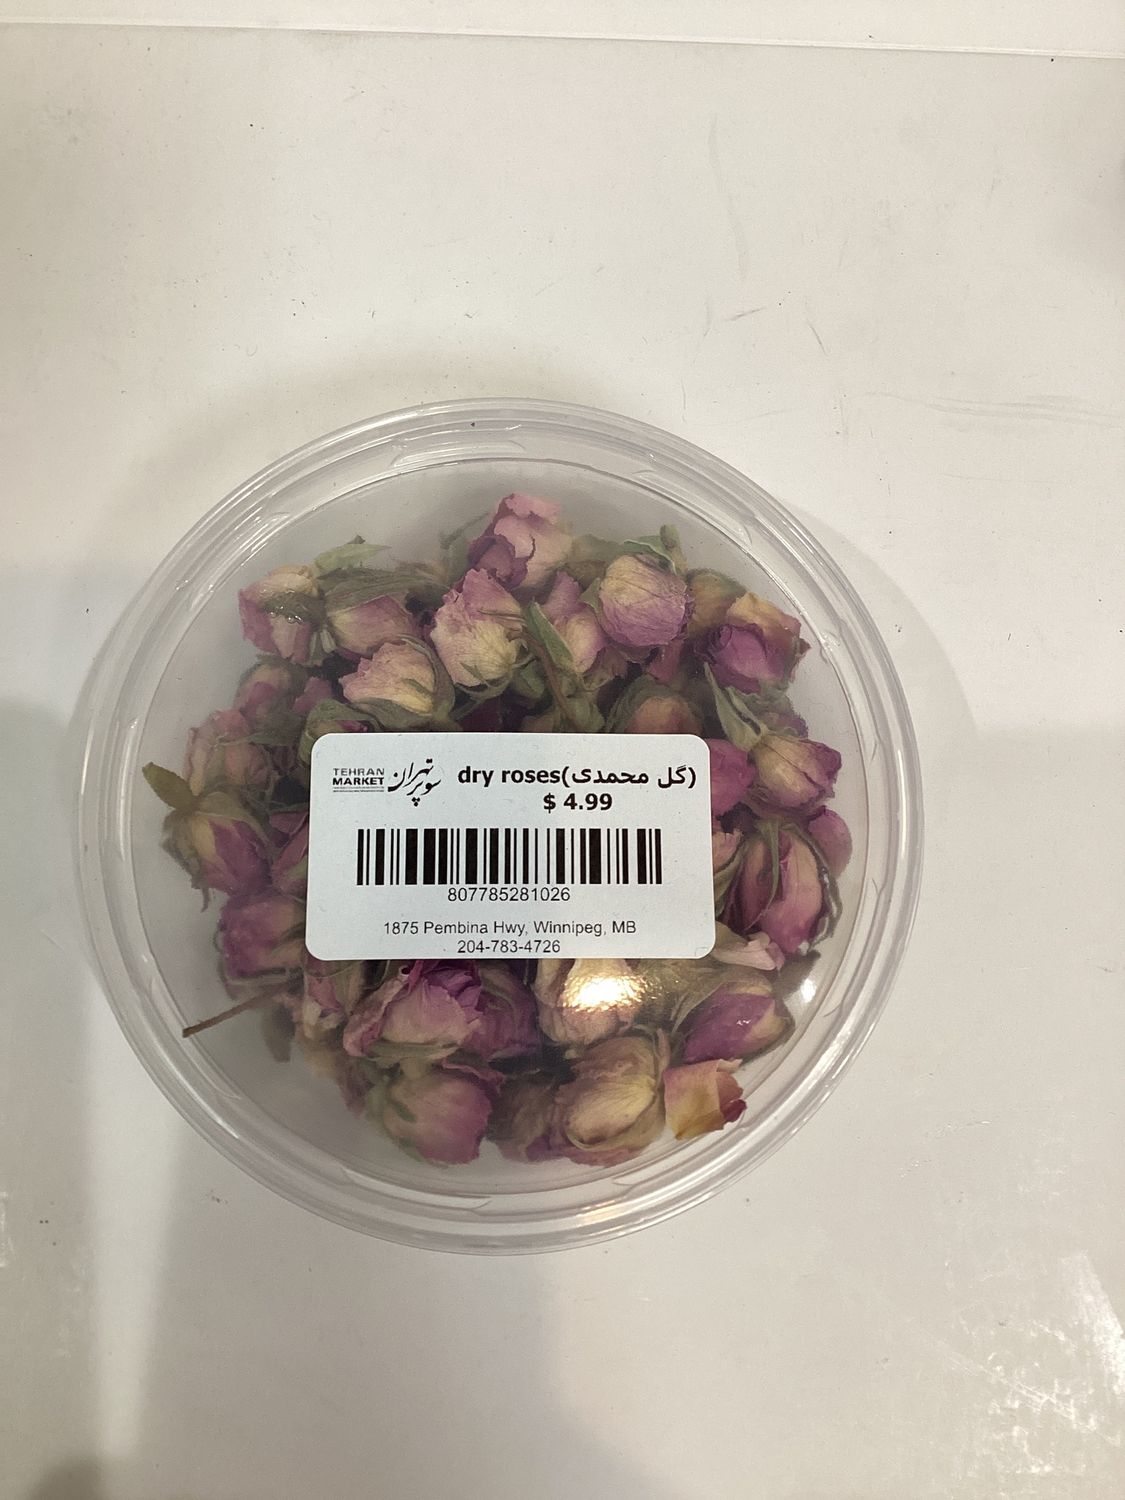 TEHRAN
MARKET
سوپر تهران
dry roses(گل محمدی)
$ 4.99
807785281026
1875 Pembina Hwy, Winnipeg, MB
204-783-4726